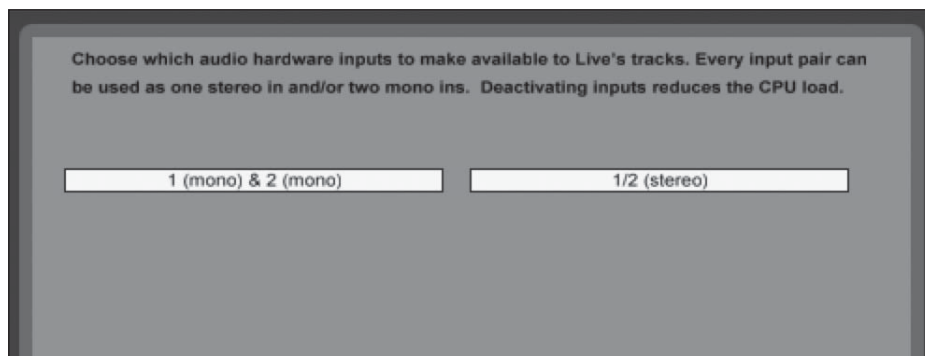 Choose which audio hardware inputs to make available to Live's tracks. Every input pair can
be used as one stereo in and/or two mono ins.  Deactivating inputs reduces the CPU load.
1 (mono) & 2 (mono)
1/2 (stereo)